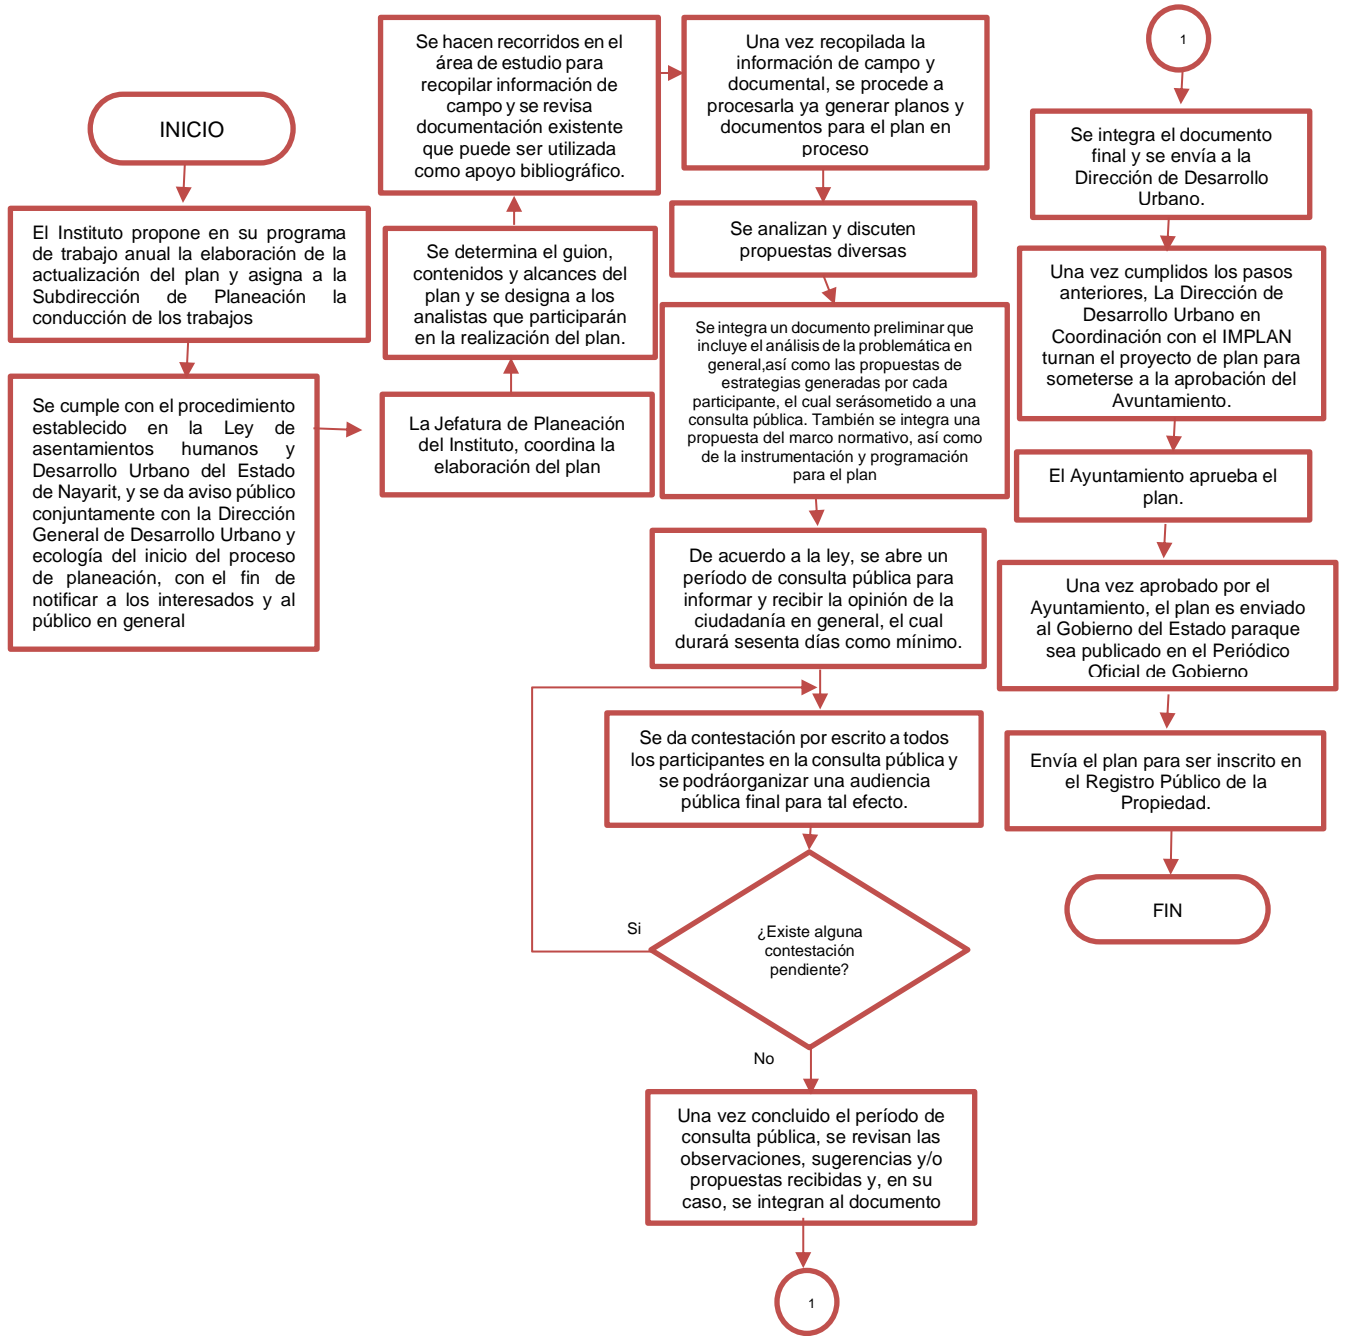 INICIO
El Instituto propone en su programa
de trabajo anual la elaboración de la
actualización del plan y asigna a la
Subdirección de Planeación la
conducción de los trabajos
Se cumple con el procedimiento
establecido en la Ley de
asentamientos humanos y
Desarrollo Urbano del Estado
de Nayarit, y se da aviso público
conjuntamente con la Dirección
General de Desarrollo Urbano y
ecología del inicio del proceso
de planeación, con el fin de
notificar a los interesados y al
público en general
La Jefatura de Planeación
del Instituto, coordina la
elaboración del plan
Se determina el guion,
contenidos y alcances del
plan y se designa a los
analistas que participarán
en la realización del plan.
Se hacen recorridos en el
área de estudio para
recopilar información de
campo y se revisa
documentación existente
que puede ser utilizada
como apoyo bibliográfico.
Una vez recopilada la
información de campo y
documental, se procede a
procesarla ya generar planos y
documentos para el plan en
proceso
Se analizan y discuten
propuestas diversas
Se integra un documento preliminar que
incluye el análisis de la problemática en
general,así como las propuestas de
estrategias generadas por cada
participante, el cual serásometido a una
consulta pública. También se integra una
propuesta del marco normativo, así como
de la instrumentación y programación
para el plan
De acuerdo a la ley, se abre un
período de consulta pública para
informar y recibir la opinión de la
ciudadanía en general, el cual
durará sesenta días como mínimo.
Se da contestación por escrito a todos
los participantes en la consulta pública y
se podráorganizar una audiencia
pública final para tal efecto.
¿Existe alguna
contestación
pendiente?
Si
No
Una vez concluido el período de
consulta pública, se revisan las
observaciones, sugerencias y/o
propuestas recibidas y, en su
caso, se integran al documento
1
1
Se integra el documento
final y se envía a la
Dirección de Desarrollo
Urbano.
Una vez cumplidos los pasos
anteriores, La Dirección de
Desarrollo Urbano en
Coordinación con el IMPLAN
turnan el proyecto de plan para
someterse a la aprobación del
Ayuntamiento.
El Ayuntamiento aprueba el
plan.
Una vez aprobado por el
Ayuntamiento, el plan es enviado
al Gobierno del Estado paraque
sea publicado en el Periódico
Oficial de Gobierno
Envía el plan para ser inscrito en
el Registro Público de la
Propiedad.
FIN